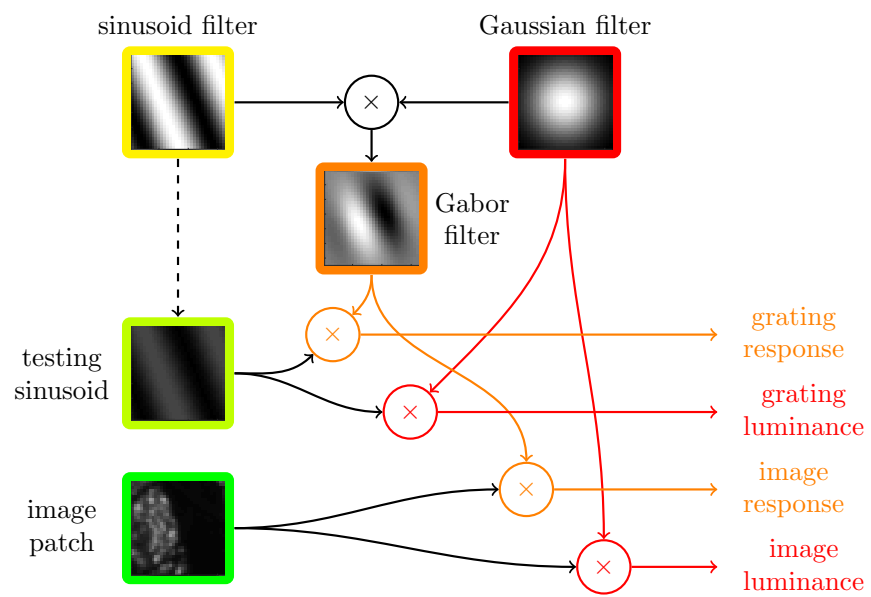 sinusoid filter
Gaussian filter
×
Gabor
filter
×
grating
response
testing
sinusoid
×
grating
luminance
×
image
response
image
patch
×
image
luminance